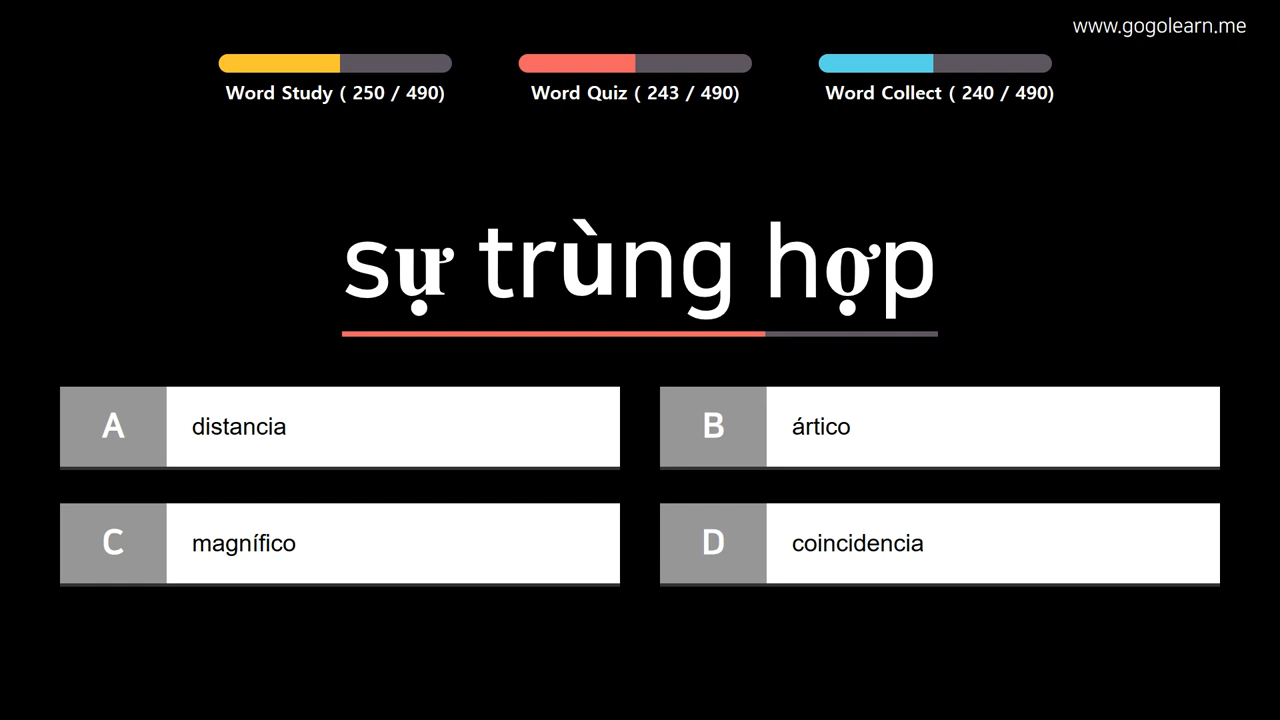 www.gogolearn.me
Word Study ( 250 / 490)
Word Quiz ( 243 / 490)
Word Collect ( 240 / 490)
sự trùng hợp
A distancia
B ártico
C magnífico
D coincidencia